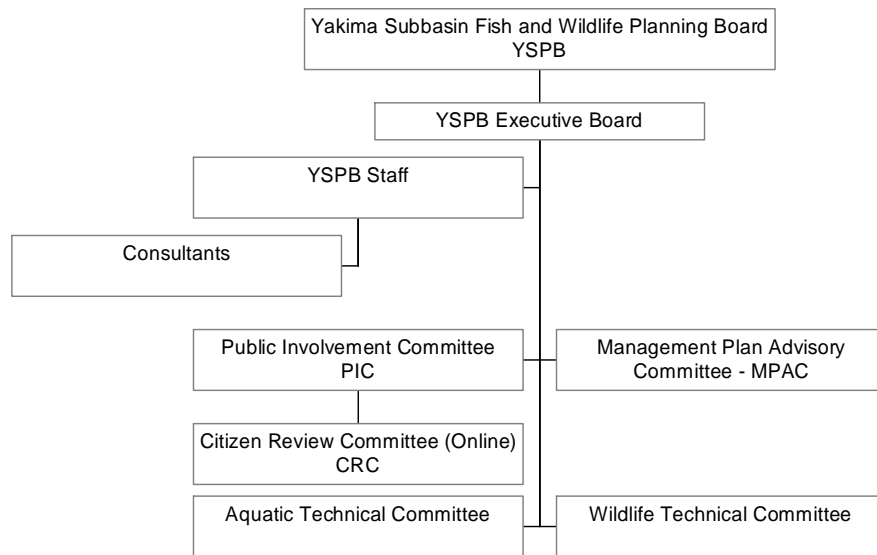 Yakima Subbasin Fish and Wildlife Planning Board
YSPB
YSPB Executive Board
YSPB Staff
Consultants
Public Involvement Committee
PIC
Management Plan Advisory
Committee - MPAC
Citizen Review Committee (Online)
CRC
Aquatic Technical Committee
Wildlife Technical Committee